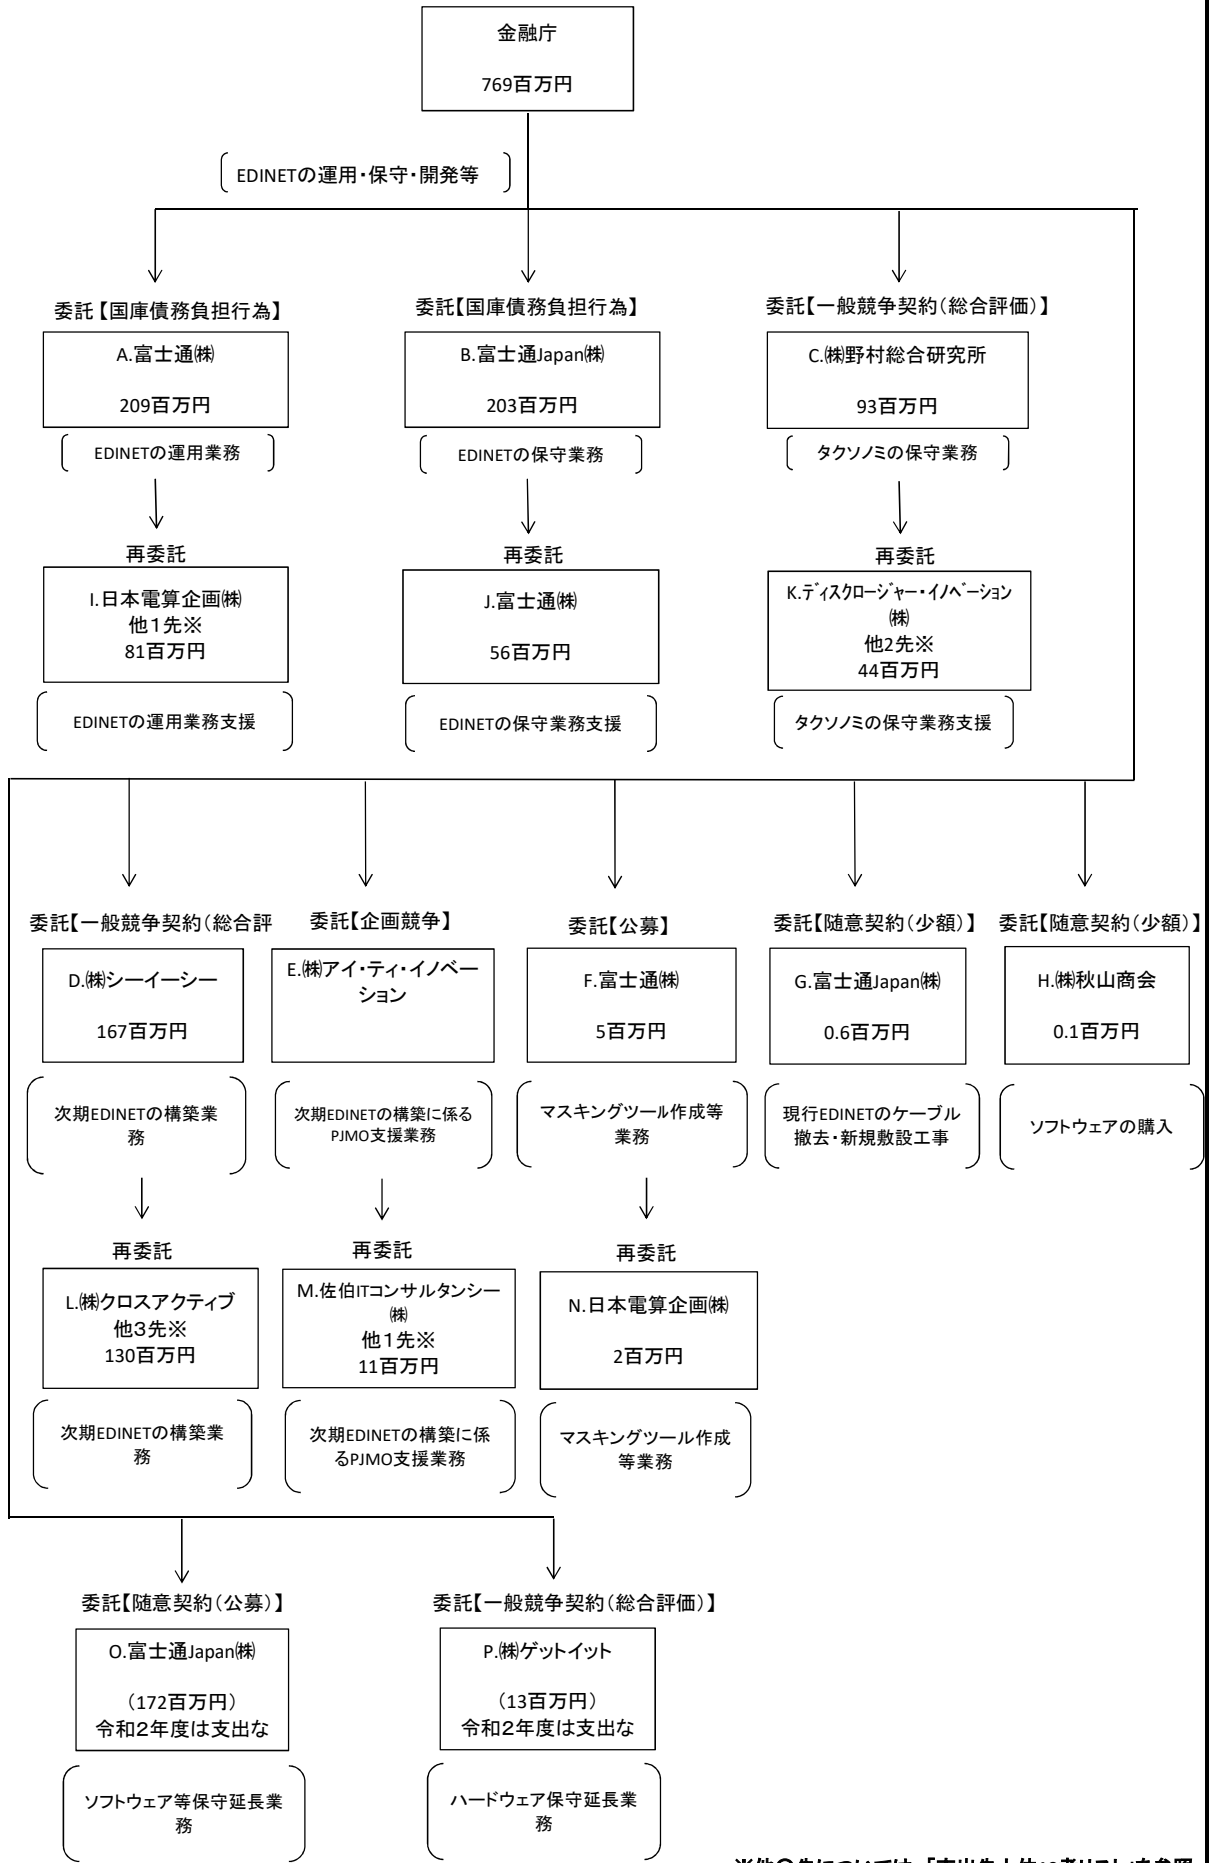 金融庁
769百万円
EDINETの運用・保守・開発等
委託【国庫債務負担行為】
A.富士通㈱
209百万円
EDINETの運用業務
委託【国庫債務負担行為】
B.富士通Japan㈱
203百万円
EDINETの保守業務
委託【一般競争契約（総合評価）】
C.㈱野村総合研究所
93百万円
タクソノミの保守業務
再委託
I.日本電算企画㈱
他１先※
81百万円
EDINETの運用業務支援
再委託
J.富士通㈱
56百万円
EDINETの保守業務支援
再委託
K.ﾃﾞｨｽｸﾛｰｼﾞｬｰ・ｲﾉﾍﾞｰｼｮﾝ
㈱
他2先※
44百万円
タクソノミの保守業務支援
委託【一般競争契約（総合評
D.㈱シーイーシー
167百万円
次期EDINETの構築業
務
委託【企画競争】
E.㈱アイ・ティ・イノベー
ション
次期EDINETの構築に係る
PJMO支援業務
委託【公募】
F.富士通㈱
5百万円
マスキングツール作成等
業務
委託【随意契約（少額）】
G.富士通Japan㈱
0.6百万円
現行EDINETのケーブル
撤去・新規敷設工事
委託【随意契約（少額）】
H.㈱秋山商会
0.1百万円
ソフトウェアの購入
再委託
L.㈱クロスアクティブ
他３先※
130百万円
次期EDINETの構築業
務
再委託
M.佐伯ITコンサルタンシー
㈱
他１先※
11百万円
次期EDINETの構築に係
るPJMO支援業務
再委託
N.日本電算企画㈱
2百万円
マスキングツール作成
等業務
委託【随意契約（公募）】
O.富士通Japan㈱
（172百万円）
令和２年度は支出な
ソフトウェア等保守延長業
務
委託【一般競争契約（総合評価）】
P.㈱ゲットイット
（13百万円）
令和２年度は支出な
ハードウェア保守延長業
務